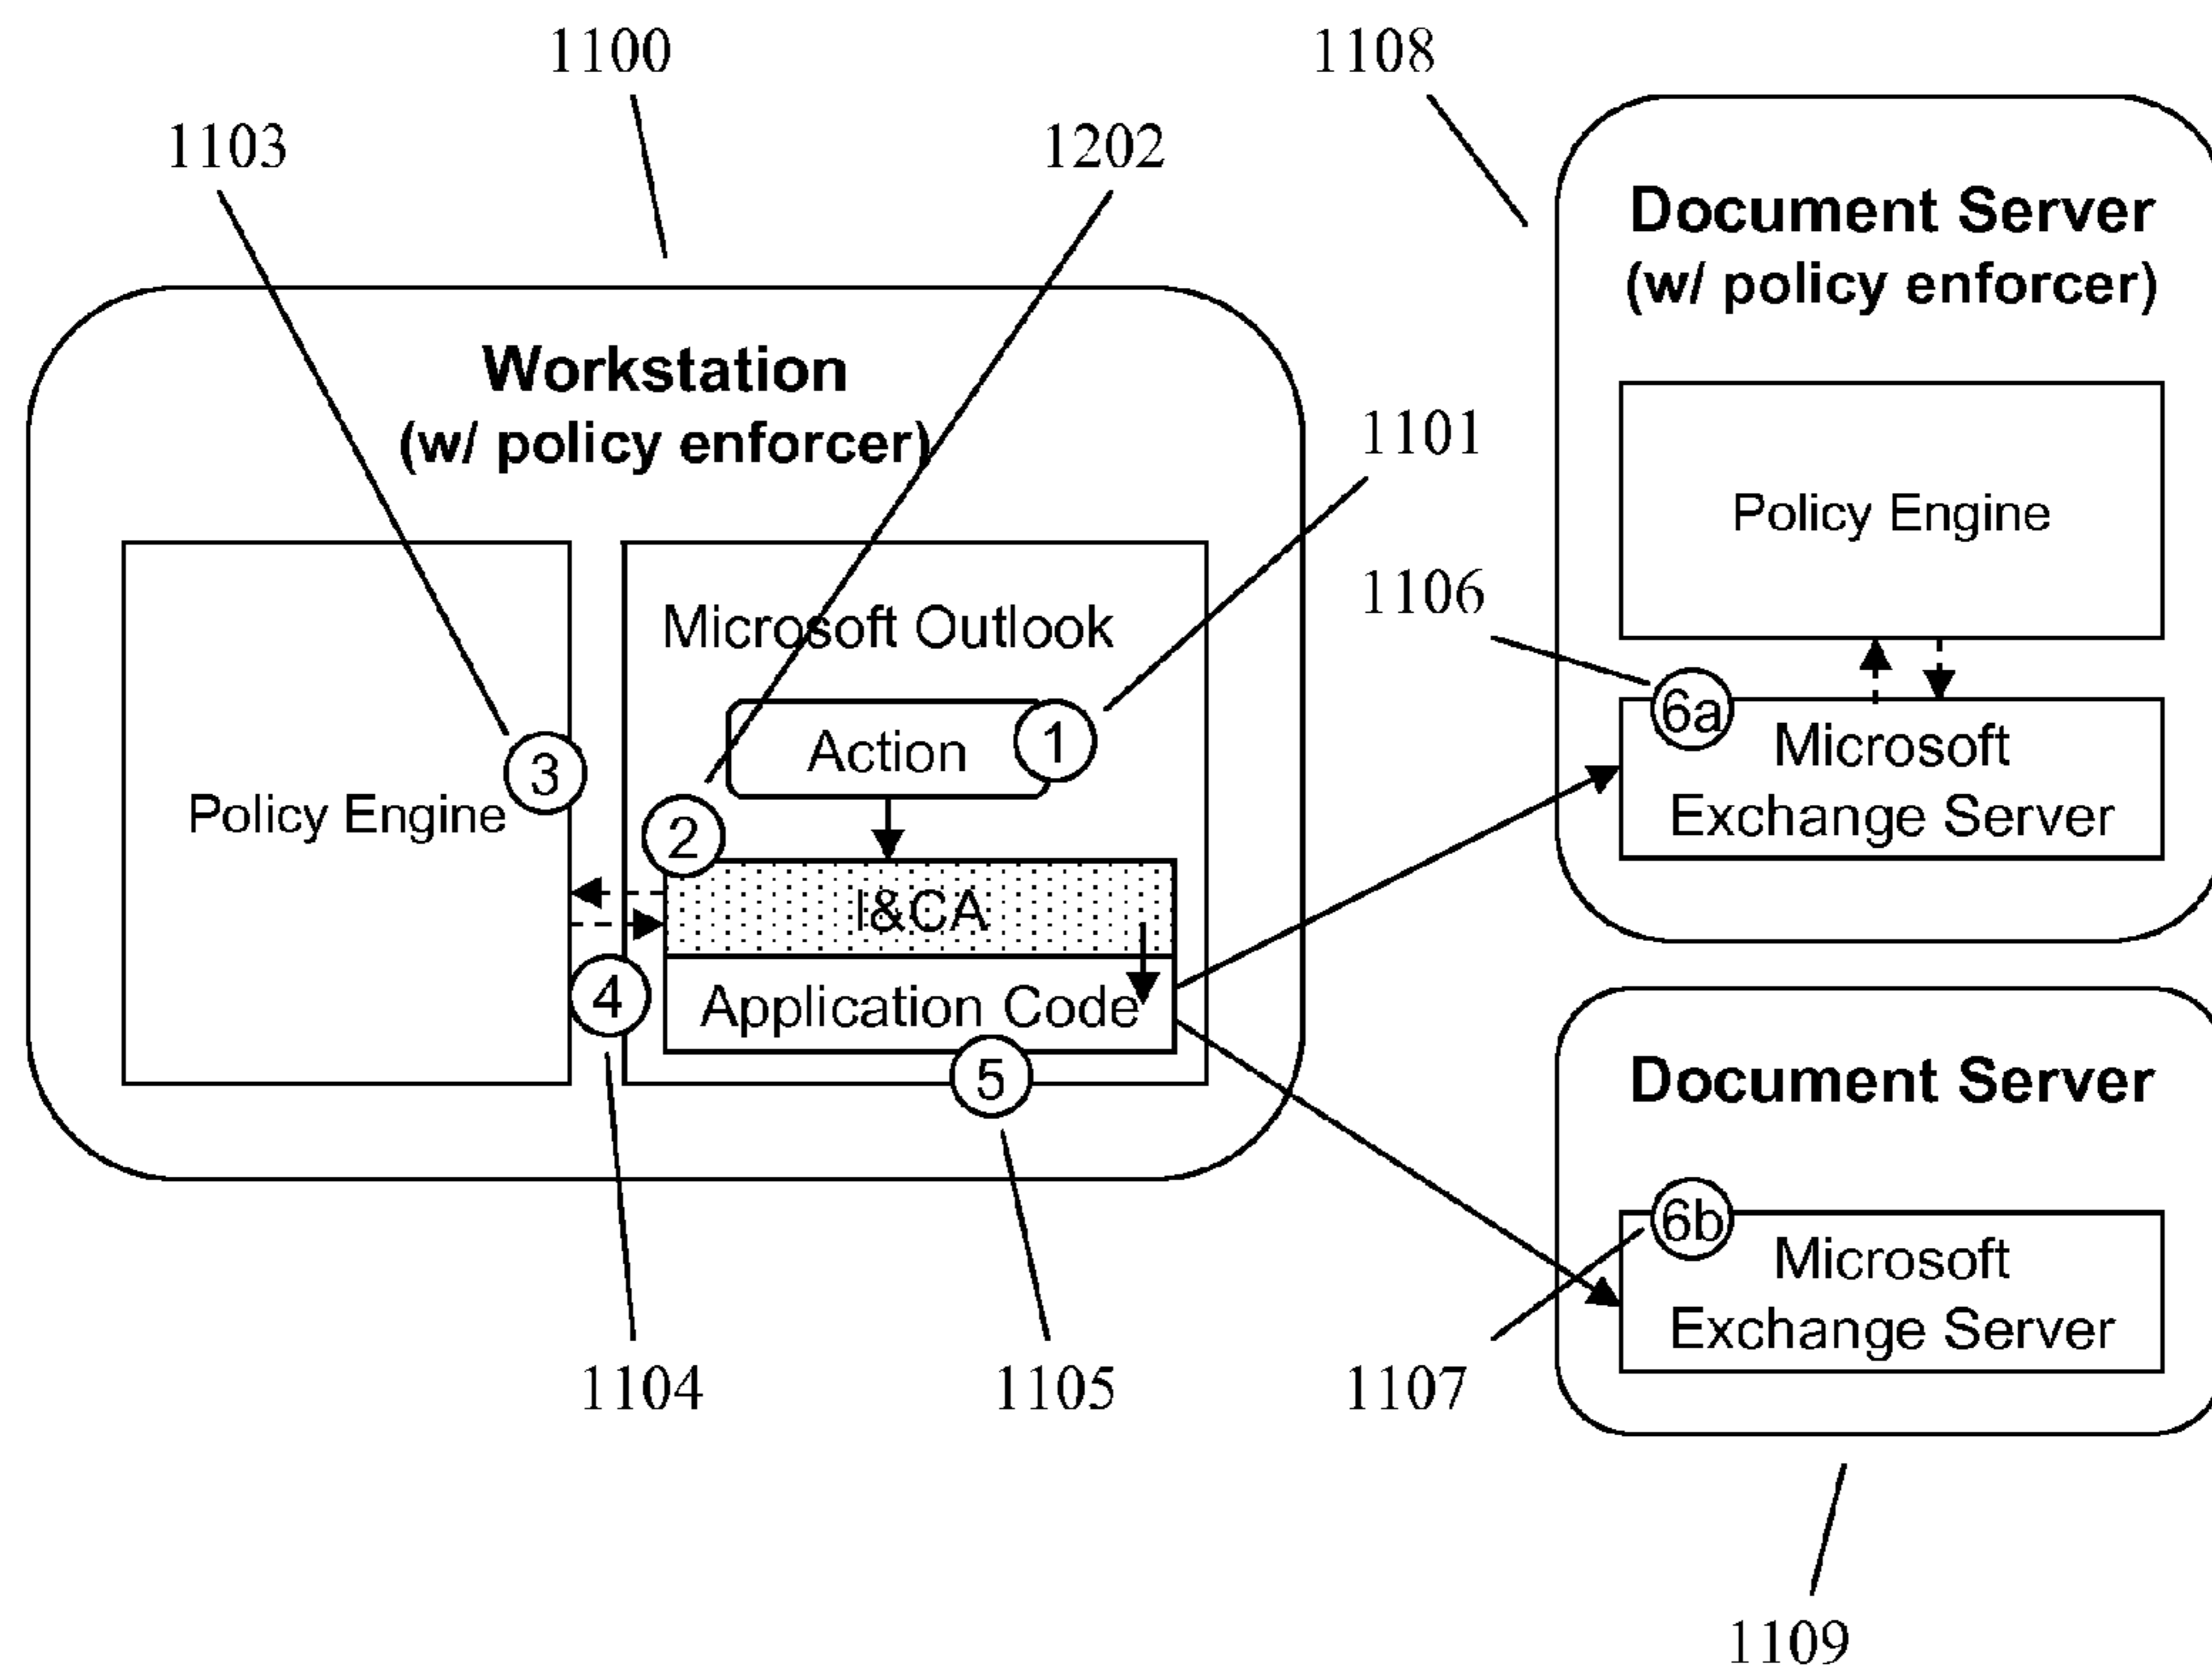 1100
1108
1103
1202
Document Server
(w/ policy enforcer)
Workstation
(w/ policy enforcer)
1101
Policy Engine
1106
Microsoft Outlook
6a
Action
1
Microsoft
Exchange Server
3
Policy Engine
2
I&CA
4
Application Code
5
Document Server
6b
Microsoft
Exchange Server
1104
1105
1107
1109